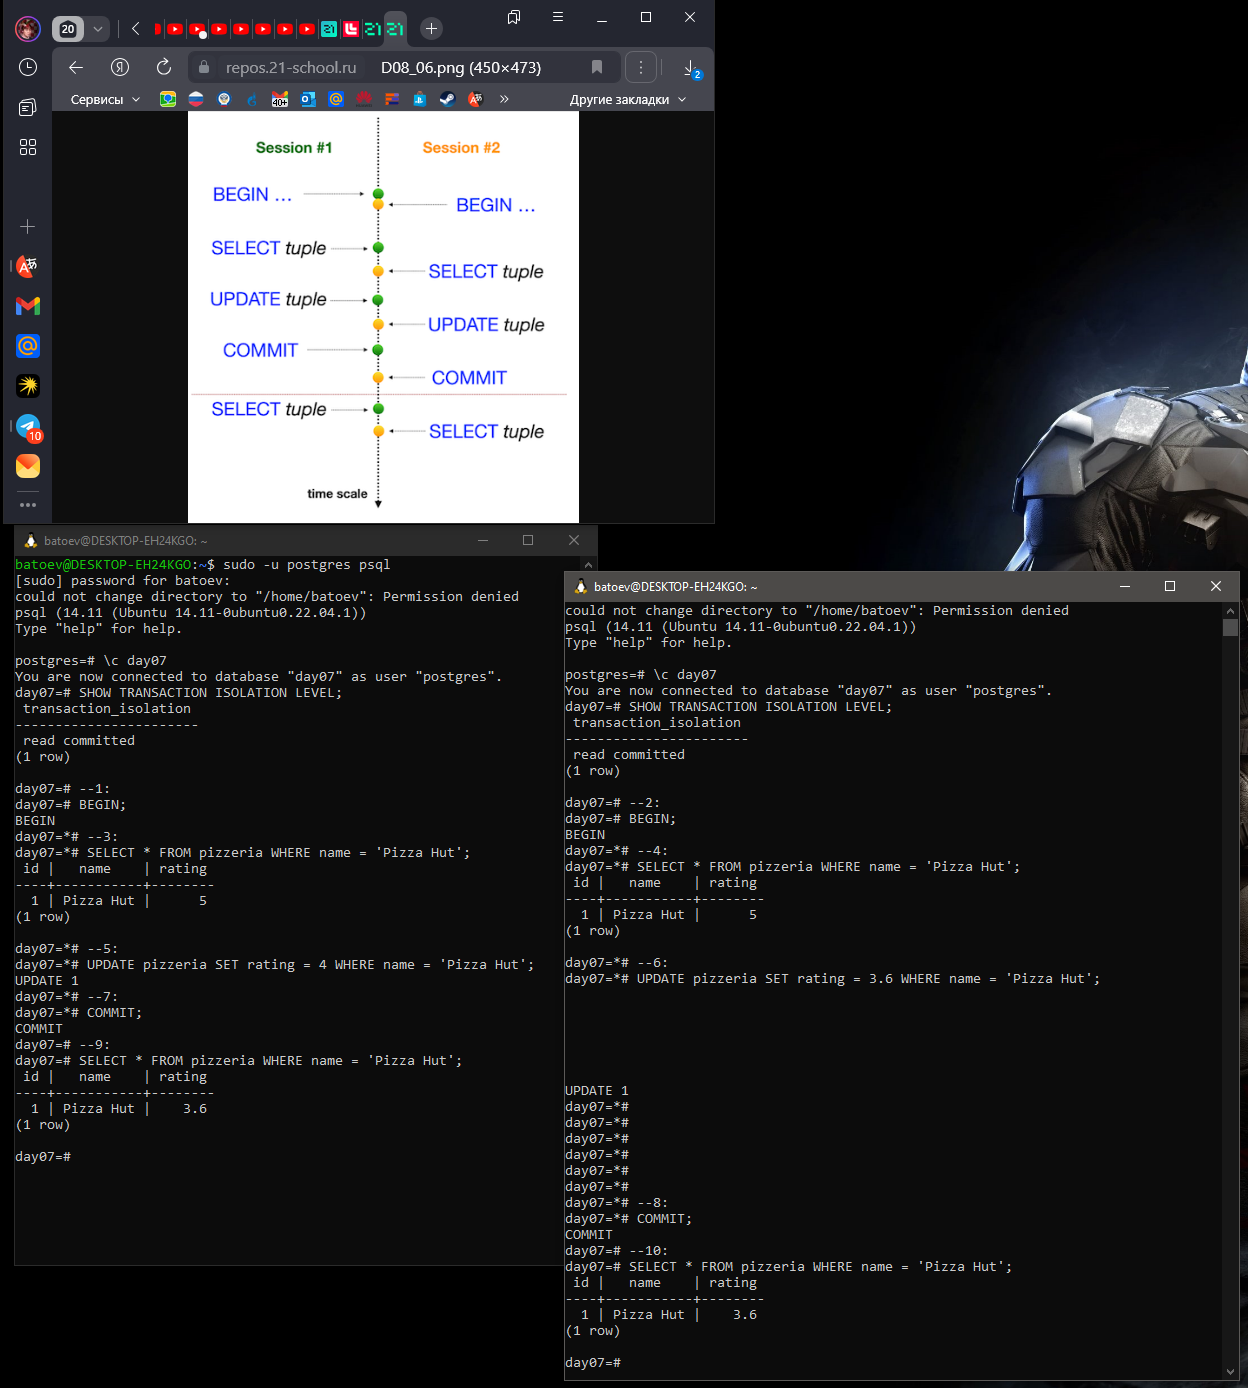 20
21
21
21
repos.21-school.ru D08_06.png (450×473)
2
Сервисы
40+
Другие закладки
Session #1 Session #2
BEGIN ...
BEGIN ...
SELECT tuple
SELECT tuple
UPDATE tuple
UPDATE tuple
COMMIT
COMMIT
SELECT tuple
SELECT tuple
time scale
10
batoev@DESKTOP-EH24KGO: ~
batoev@DESKTOP-EH24KGO:~$ sudo -u postgres psql
[sudo] password for batoev:
could not change directory to "/home/batoev": Permission denied
psql (14.11 (Ubuntu 14.11-0ubuntu0.22.04.1))
Type "help" for help.
postgres=# \c day07
You are now connected to database "day07" as user "postgres".
day07=# SHOW TRANSACTION ISOLATION LEVEL;
 transaction_isolation
-----------------------
 read committed
(1 row)
day07=# --1:
day07=# BEGIN;
BEGIN
day07=*# --3:
day07=*# SELECT * FROM pizzeria WHERE name = 'Pizza Hut';
 id |   name    | rating
----+-----------+--------
  1 | Pizza Hut |      5
(1 row)
day07=*# --5:
day07=*# UPDATE pizzeria SET rating = 4 WHERE name = 'Pizza Hut';
UPDATE 1
day07=*# --7:
day07=*# COMMIT;
COMMIT
day07=# --9:
day07=# SELECT * FROM pizzeria WHERE name = 'Pizza Hut';
 id |   name    | rating
----+-----------+--------
  1 | Pizza Hut |    3.6
(1 row)
day07=#
batoev@DESKTOP-EH24KGO: ~
could not change directory to "/home/batoev": Permission denied
psql (14.11 (Ubuntu 14.11-0ubuntu0.22.04.1))
Type "help" for help.
postgres=# \c day07
You are now connected to database "day07" as user "postgres".
day07=# SHOW TRANSACTION ISOLATION LEVEL;
 transaction_isolation
-----------------------
 read committed
(1 row)
day07=# --2:
day07=# BEGIN;
BEGIN
day07=*# --4:
day07=*# SELECT * FROM pizzeria WHERE name = 'Pizza Hut';
 id |   name    | rating
----+-----------+--------
  1 | Pizza Hut |      5
(1 row)
day07=*# --6:
day07=*# UPDATE pizzeria SET rating = 3.6 WHERE name = 'Pizza Hut';
UPDATE 1
day07=*#
day07=*#
day07=*#
day07=*#
day07=*#
day07=*#
day07=*# --8:
day07=*# COMMIT;
COMMIT
day07=# --10:
day07=# SELECT * FROM pizzeria WHERE name = 'Pizza Hut';
 id |   name    | rating
----+-----------+--------
  1 | Pizza Hut |    3.6
(1 row)
day07=#